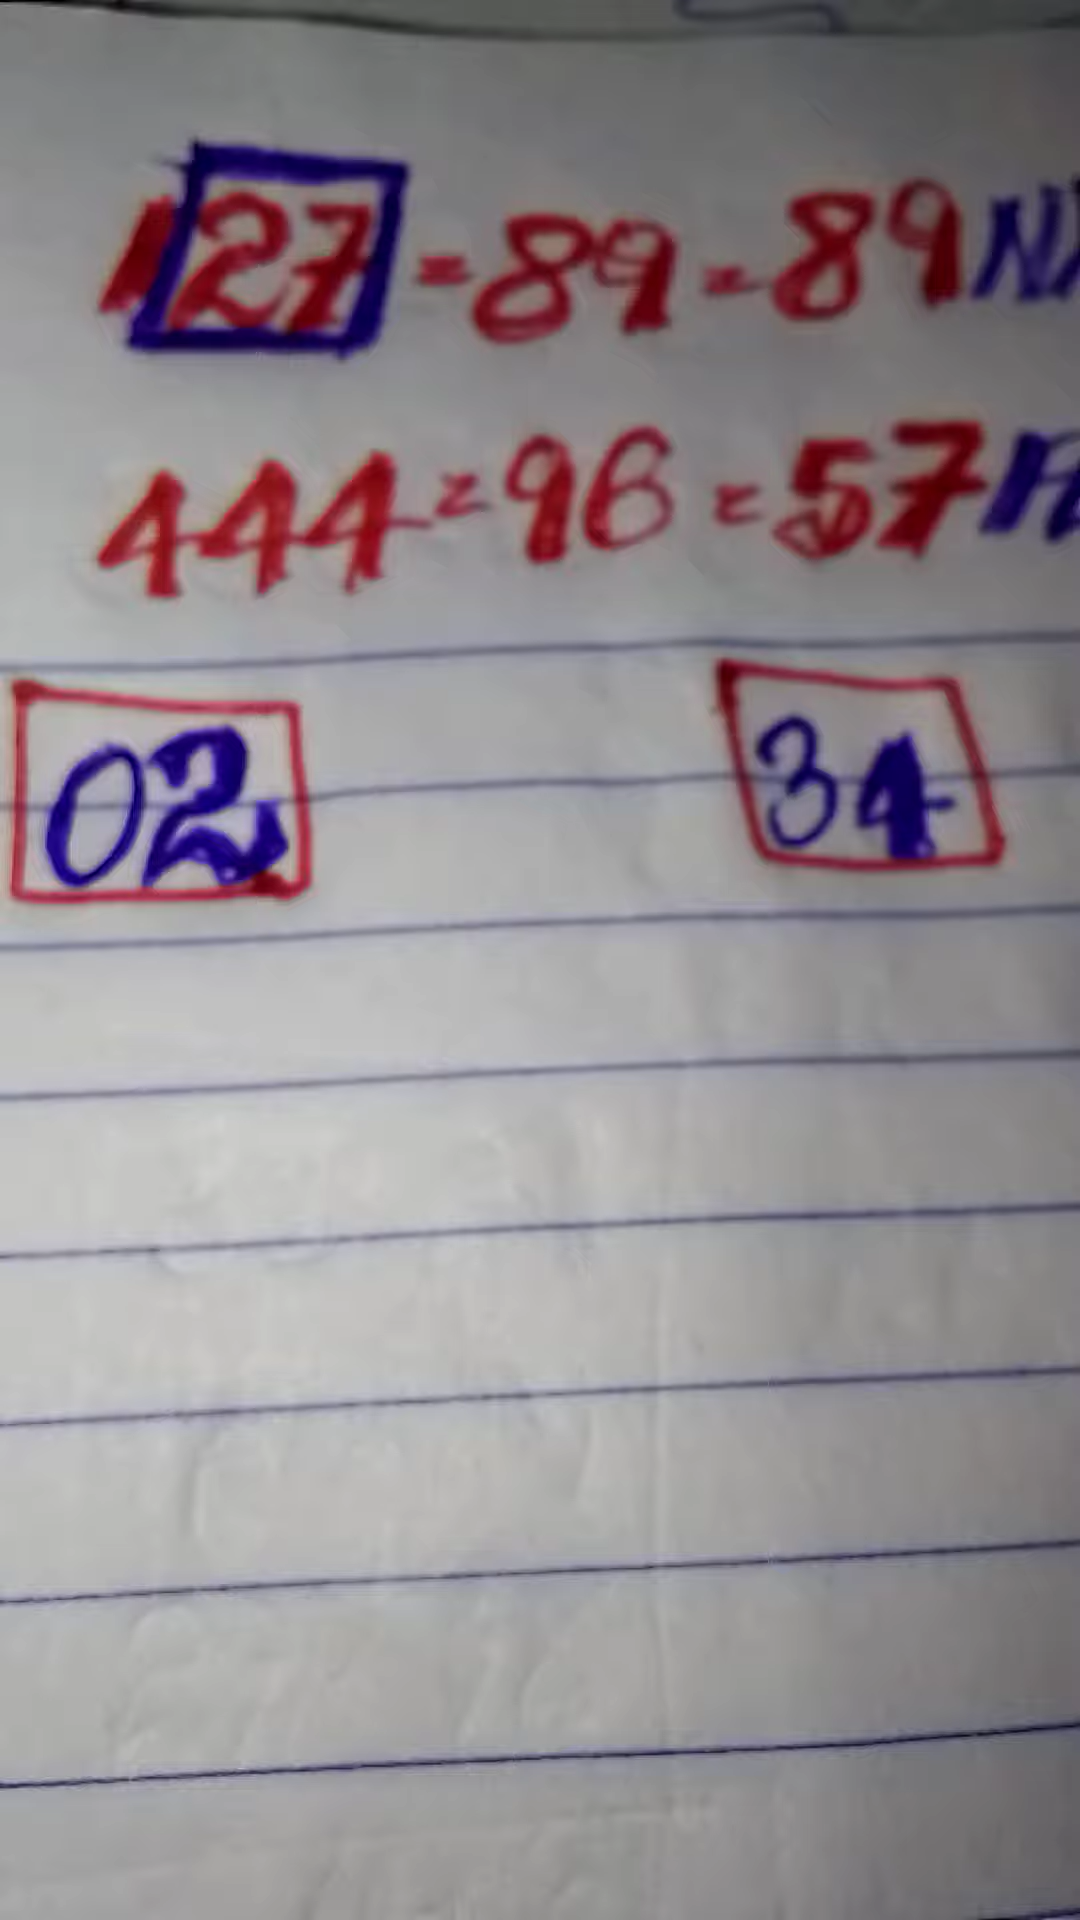 127 = 89 = 89
444 = 96 = 57
02 34